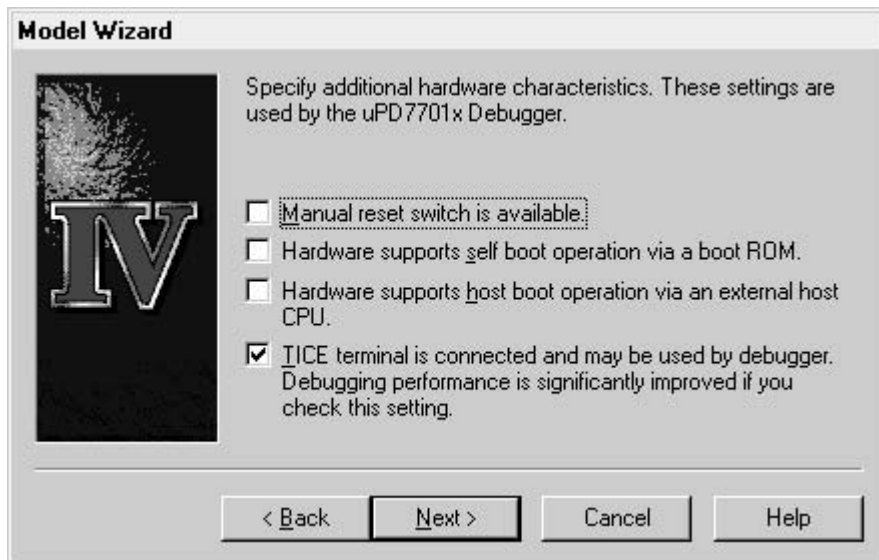 Model Wizard
Specify additional hardware characteristics. These settings are
used by the uPD7701x Debugger.
IV
Manual reset switch is available.
Hardware supports self boot operation via a boot ROM.
Hardware supports host boot operation via an external host
CPU.
TICE terminal is connected and may be used by debugger.
Debugging performance is significantly improved if you
check this setting.
< Back Next > Cancel Help